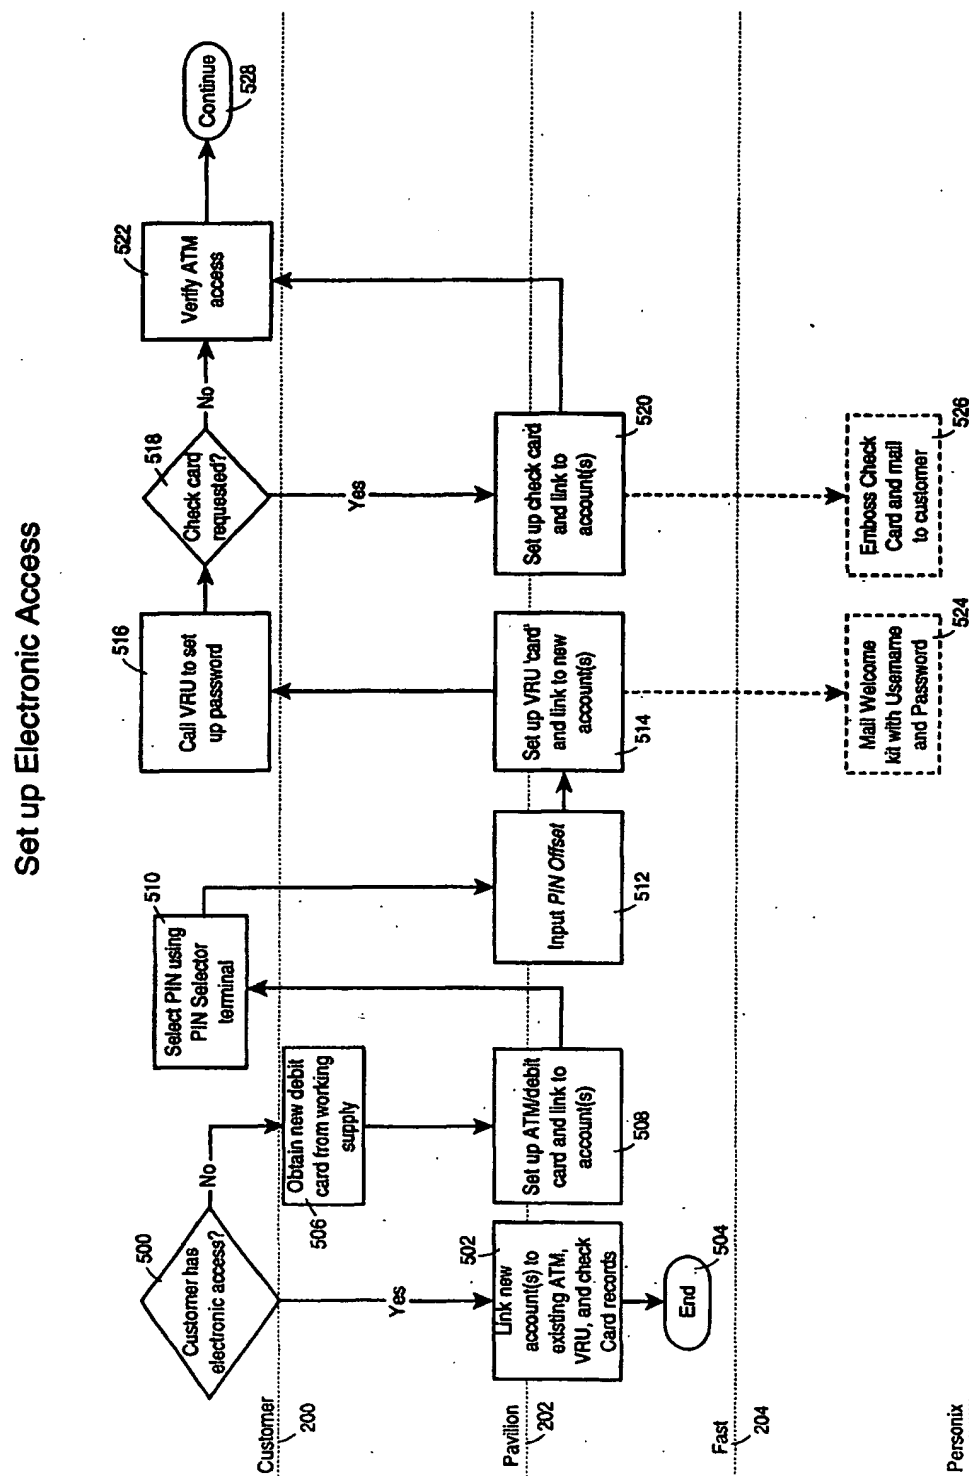 Set up Electronic Access
500
Customer has
electronic access?
No
Yes
502
Link new
account(s) to
existing ATM,
VRU, and check
Card records
End
504
Obtain new debit
card from working
supply
506
Set up ATM/debit
card and link to
account(s)
508
Select PIN using
PIN Selector
terminal
510
Input PIN Offset
512
Set up VRU 'card'
and link to new
account(s)
514
Call VRU to set
up password
516
Check card
requested?
518
No
Yes
Set up check card
and link to
account(s)
520
Verify ATM
access
522
Continue
528
Mail Welcome
kit with Username
and Password
524
Emboss Check
Card and mail
to customer
526
Customer
200
Pavilion
202
Fast
204
Personix